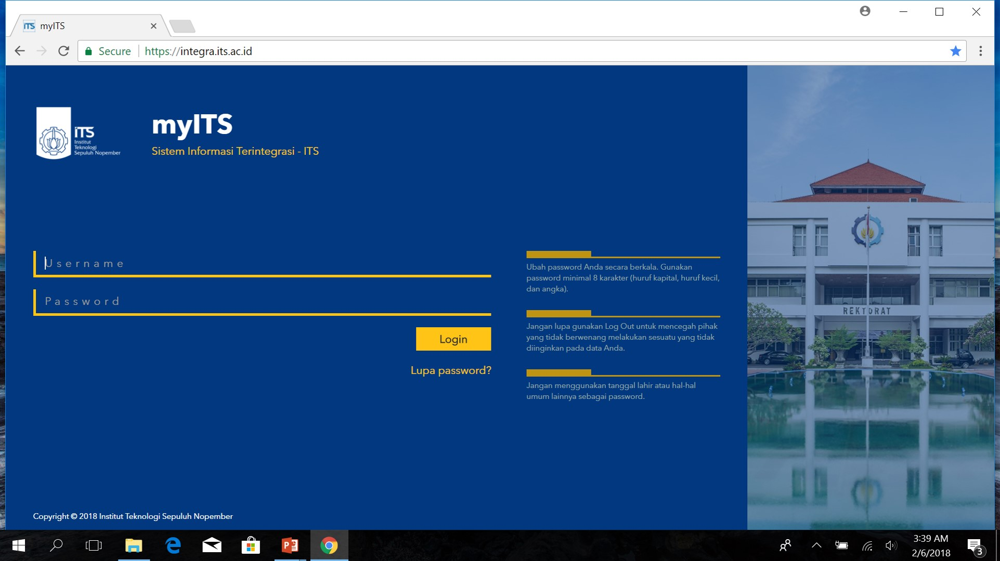 myITS
Secure
https://integra.its.ac.id
iTS
Institut
Teknologi
Sepuluh Nopember
myITS
Sistem Informasi Terintegrasi - ITS
Username
Password
Login
Lupa password?
Ubah password Anda secara berkala. Gunakan
password minimal 8 karakter (huruf kapital, huruf kecil,
dan angka).
Jangan lupa gunakan Log Out untuk mencegah pihak
yang tidak berwenang melakukan sesuatu yang tidak
diinginkan pada data Anda.
Jangan menggunakan tanggal lahir atau hal-hal
umum lainnya sebagai password.
REKTORAT
Copyright © 2018 Institut Teknologi Sepuluh Nopember
3:39 AM
2/6/2018
3